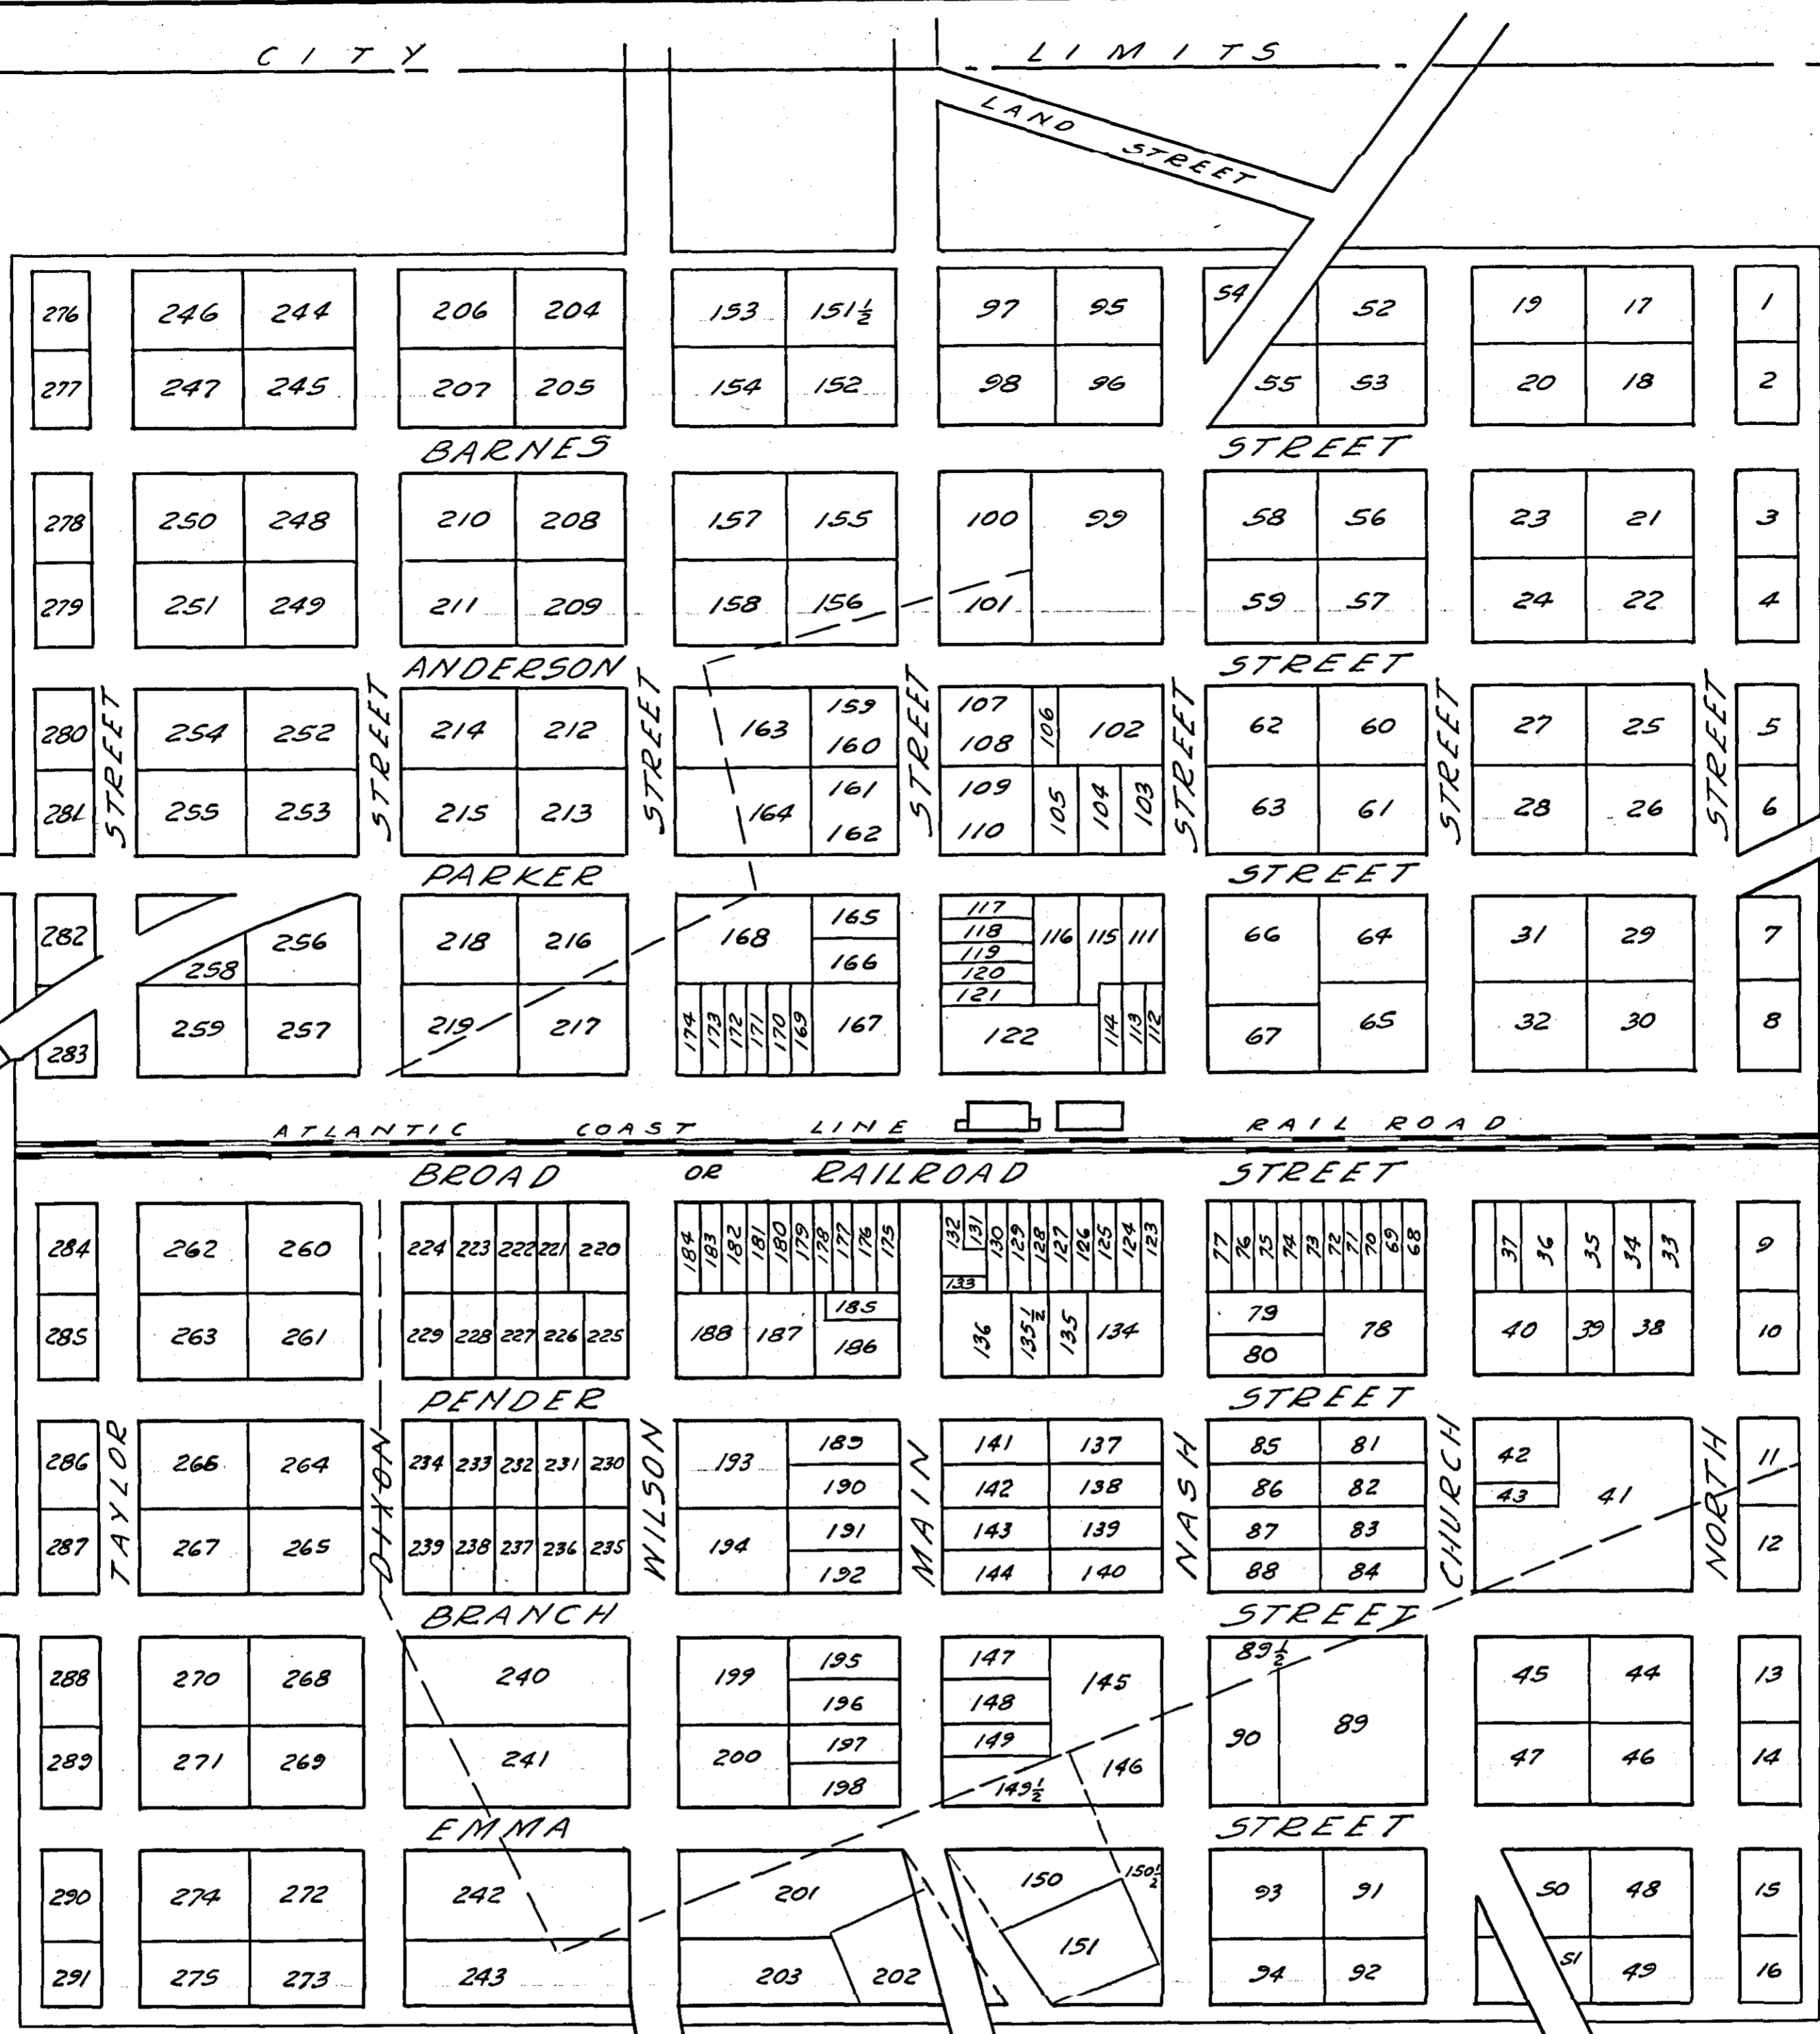 CITY LIMITS
LAND STREET
276 246 244 206 204 153 151½ 97 95 54 52 19 17 1
277 247 245 207 205 154 152 98 96 55 53 20 18 2
BARNES STREET
278 250 248 210 208 157 155 100 99 58 56 23 21 3
279 251 249 211 209 158 156 101 59 57 24 22 4
ANDERSON STREET
STREET STREET STREET STREET STREET STREET STREET
280 254 252 214 212 163 159 107 106 102 62 60 27 25 5
160 108
281 255 253 215 213 164 161 109 105 104 103 63 61 28 26 6
162 110
PARKER STREET
282 258 256 218 216 168 165 117 116 115 111 66 64 31 29 7
166 118
119
120
121
283 259 257 219 217 174 173 172 171 170 169 167 122 114 113 112 67 65 32 30 8
ATLANTIC COAST LINE RAIL ROAD
BROAD OR RAILROAD STREET
284 262 260 224 223 222 221 220 184 183 182 181 180 179 178 177 176 175 132 131 130 129 128 127 126 125 124 123 77 76 75 74 73 72 71 70 69 68 37 36 35 34 33 9
133
285 263 261 229 228 227 226 225 188 187 185 136 135½ 135 134 79 78 40 39 38 10
186 80
PENDER STREET
TAYLOR DIXON WILSON MAIN NASH CHURCH NORTH
286 266 264 234 233 232 231 230 193 189 141 137 85 81 42 41 11
190 142 138 86 82 43
287 267 265 239 238 237 236 235 194 191 143 139 87 83 12
192 144 140 88 84
BRANCH STREET
288 270 268 240 199 195 147 145 89½ 45 44 13
196 148
289 271 269 241 200 197 149 146 90 89 47 46 14
198 149½
EMMA STREET
290 274 272 242 201 150 150½ 93 91 50 48 15
291 275 273 243 203 202 151 94 92 51 49 16